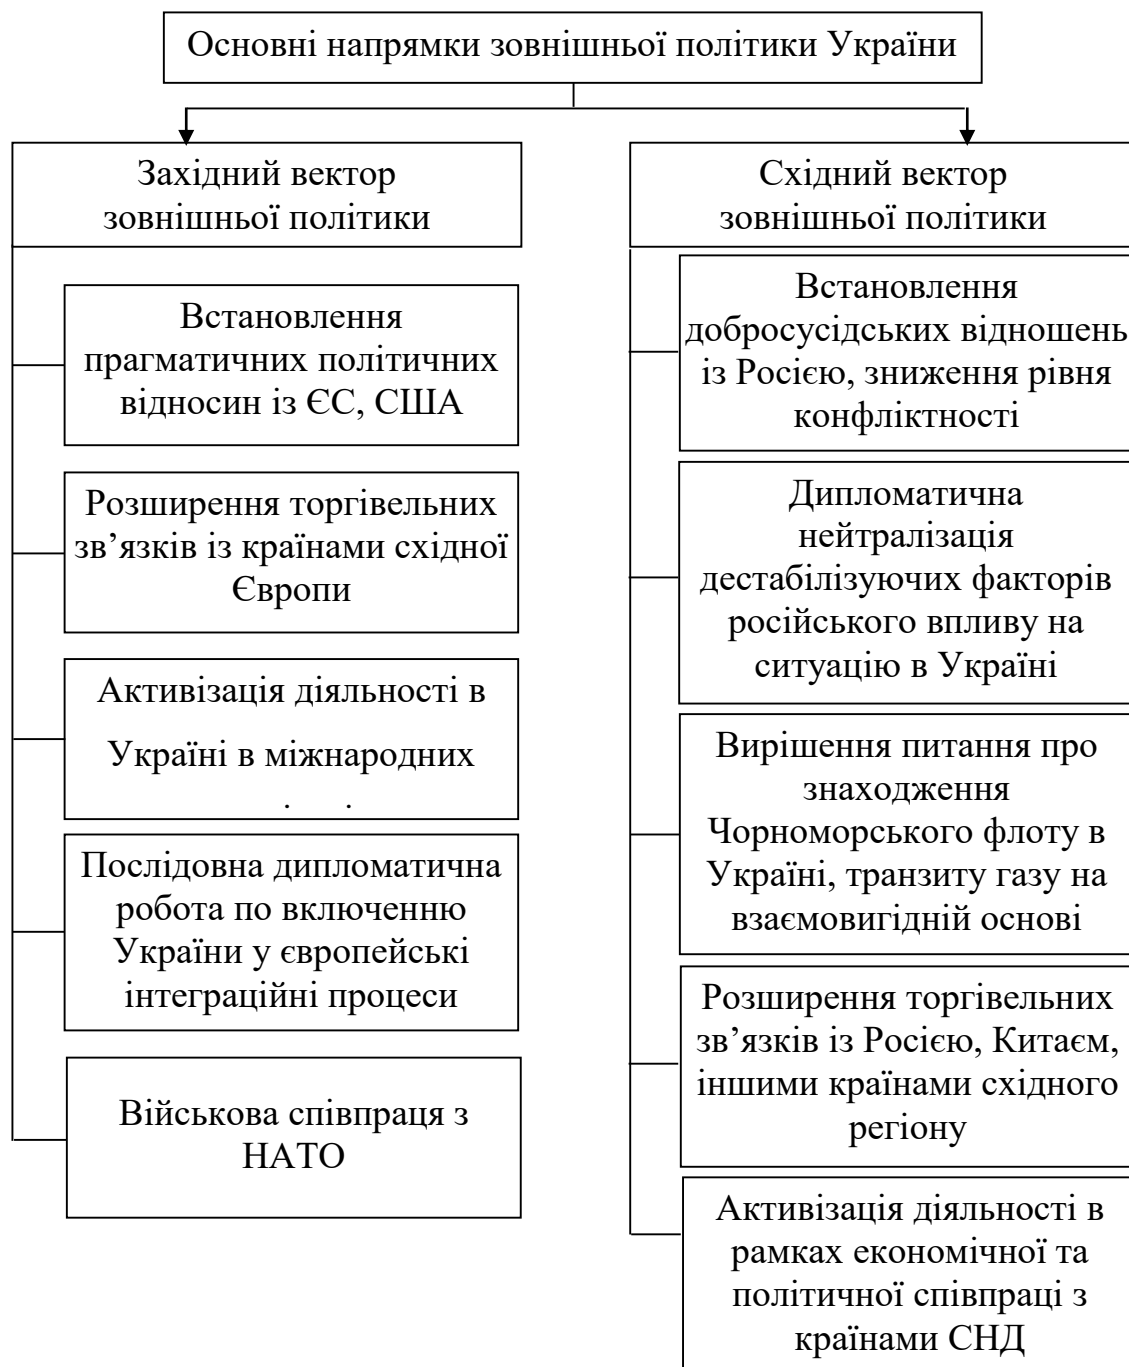 Основні напрямки зовнішньої політики України
Західний вектор
зовнішньої політики
Встановлення
прагматичних політичних
відносин із ЄС, США
Розширення торгівельних
зв’язків із країнами східної
Європи
Активізація діяльності в
Україні в міжнародних
Послідовна дипломатична
робота по включенню
України у європейські
інтеграційні процеси
Військова співпраця з
НАТО
Східний вектор
зовнішньої політики
Встановлення
добросусідських відношень
із Росією, зниження рівня
конфліктності
Дипломатична
нейтралізація
дестабілізуючих факторів
російського впливу на
ситуацію в Україні
Вирішення питання про
знаходження
Чорноморського флоту в
Україні, транзиту газу на
взаємовигідній основі
Розширення торгівельних
зв’язків із Росією, Китаєм,
іншими країнами східного
регіону
Активізація діяльності в
рамках економічної та
політичної співпраці з
країнами СНД